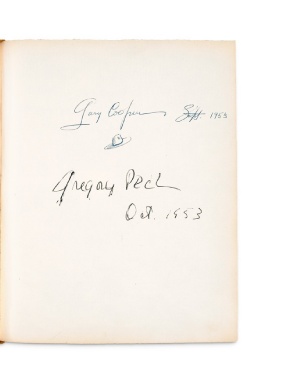 Gary Cooper Sept 1953
Gregory Peck
Oct. 1953